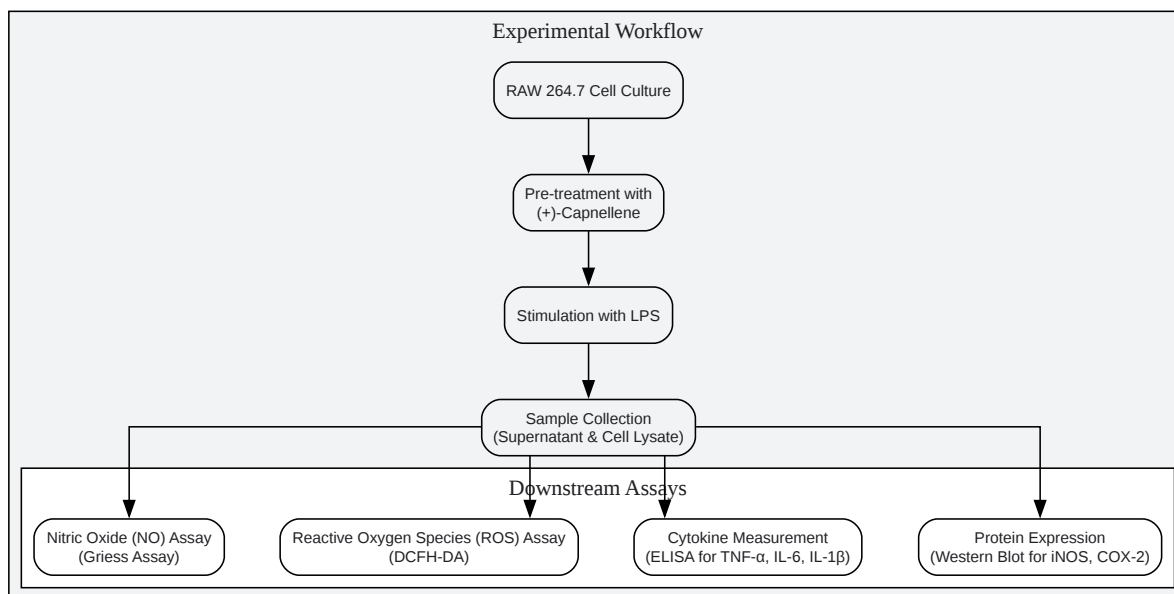 Experimental Workflow
RAW 264.7 Cell Culture
Pre-treatment with
(+)-Capnellene
Stimulation with LPS
Sample Collection
(Supernatant & Cell Lysate)
Downstream Assays
Nitric Oxide (NO) Assay
(Griess Assay)
Reactive Oxygen Species (ROS) Assay
(DCFH-DA)
Cytokine Measurement
(ELISA for TNF-α, IL-6, IL-1β)
Protein Expression
(Western Blot for iNOS, COX-2)